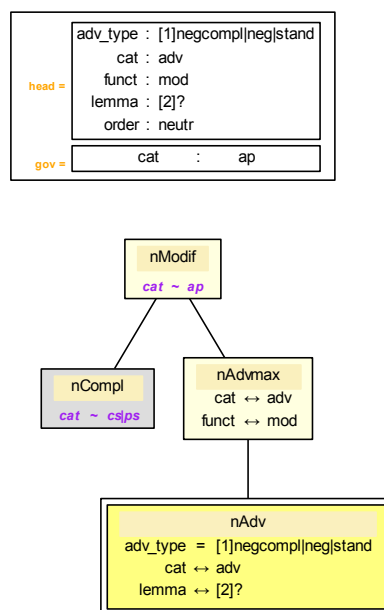 adv_type : [1]negcompl|neg|stand
cat : adv
head = funct : mod
lemma : [2]?
order : neutr
gov = cat : ap
nModif
cat ~ ap
nCompl
cat ~ cs|ps
nAdvmax
cat ↔ adv
funct ↔ mod
nAdv
adv_type = [1]negcompl|neg|stand
cat ↔ adv
lemma ↔ [2]?